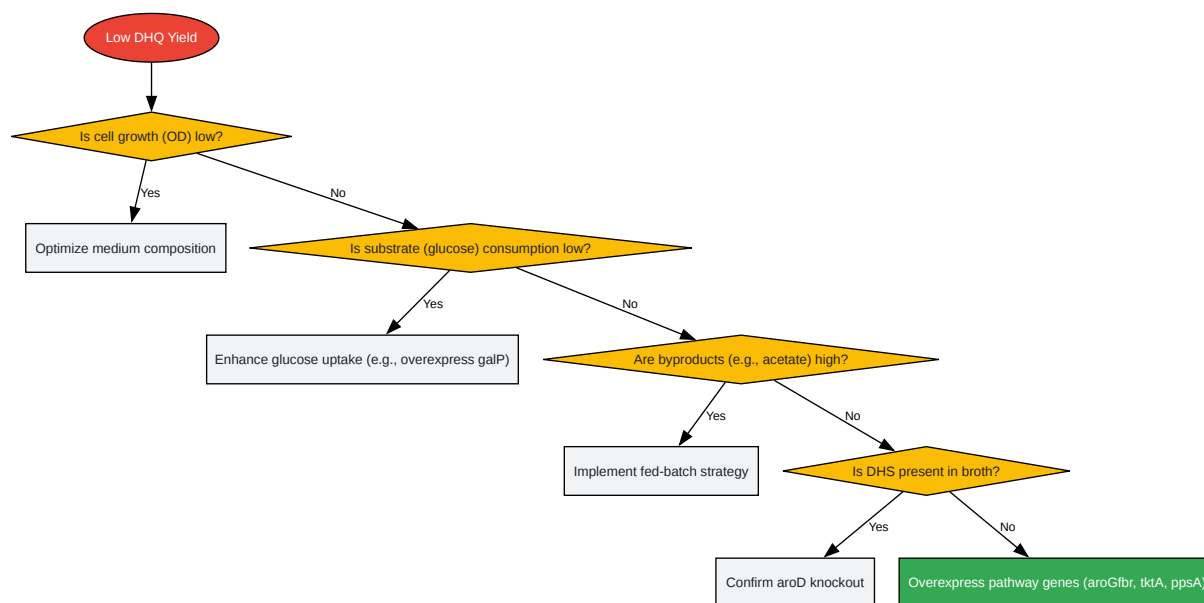 Low DHQ Yield
Is cell growth (OD) low?
Yes
No
Optimize medium composition
Is substrate (glucose) consumption low?
Yes
No
Enhance glucose uptake (e.g., overexpress galP)
Are byproducts (e.g., acetate) high?
Yes
No
Implement fed-batch strategy
Is DHS present in broth?
Yes
No
Confirm aroD knockout
Overexpress pathway genes (aroGfbr, tktA, ppsA)